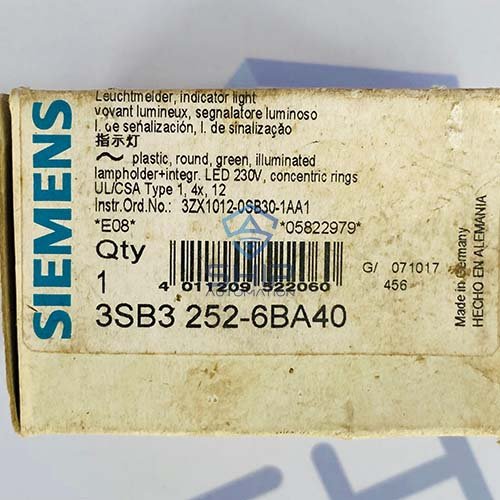 SIEMENS
Leuchtmelder, indicator light
voyant lumineux, segnalatore luminoso
l. de señalización, l. de sinalização
指示灯
~ plastic, round, green, illuminated
lampholder+integr. LED 230V, concentric rings
UL/CSA Type 1, 4x, 12
Instr.Ord.No.: 3ZX1012-0SB30-1AA1
*E08* *05822979*
Qty
1
4 011209 522060
AUTOMATION
G/ 071017
456
3SB3 252-6BA40
Made in Germany
HECHO EN ALEMANIA